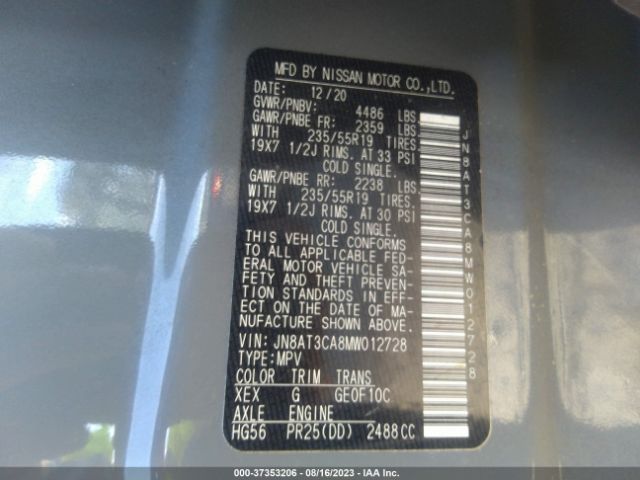 MFD BY NISSAN MOTOR CO.,LTD.
DATE: 12/20
GVWR/PNBV: 4486 LBS
GAWR/PNBE FR: 2359 LBS
WITH 235/55R19 TIRES
19X7 1/2J RIMS. AT 33 PSI
COLD SINGLE.
GAWR/PNBE RR: 2238 LBS
WITH 235/55R19 TIRES.
19X7 1/2J RIMS. AT 30 PSI
COLD SINGLE.
THIS VEHICLE CONFORMS
TO ALL APPLICABLE FED-
ERAL MOTOR VEHICLE SA-
FETY AND THEFT PREVEN-
TION STANDARDS IN EFF-
ECT ON THE DATE OF MA-
NUFACTURE SHOWN ABOVE.
VIN: JN8AT3CA8MW012728
TYPE:MPV
COLOR TRIM TRANS
XEX G GE0F10C
AXLE ENGINE
HG56 PR25(DD) 2488CC
JN8AT3CA8MW012728
000-37353206 - 08/16/2023 - IAA Inc.